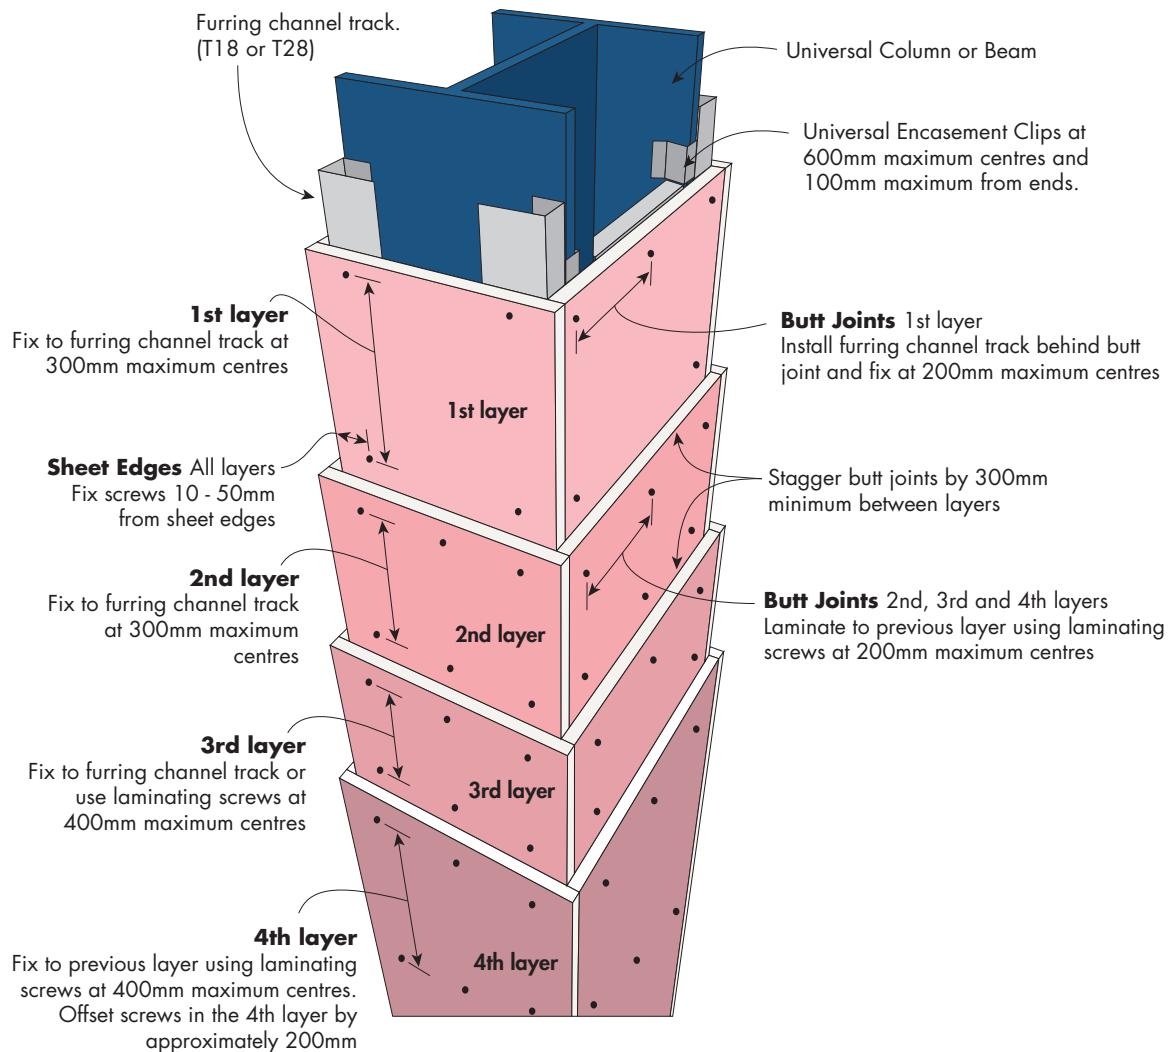 Furring channel track.
(T18 or T28)
Universal Column or Beam
Universal Encasement Clips at
600mm maximum centres and
100mm maximum from ends.
1st layer
Fix to furring channel track at
300mm maximum centres
Butt Joints 1st layer
Install furring channel track behind butt
joint and fix at 200mm maximum centres
1st layer
Sheet Edges All layers
Fix screws 10 - 50mm
from sheet edges
Stagger butt joints by 300mm
minimum between layers
2nd layer
Fix to furring channel track
at 300mm maximum
centres
2nd layer
Butt Joints 2nd, 3rd and 4th layers
Laminate to previous layer using laminating
screws at 200mm maximum centres
3rd layer
Fix to furring channel track or
use laminating screws at
400mm maximum centres
3rd layer
4th layer
Fix to previous layer using laminating
screws at 400mm maximum centres.
Offset screws in the 4th layer by
approximately 200mm
4th layer